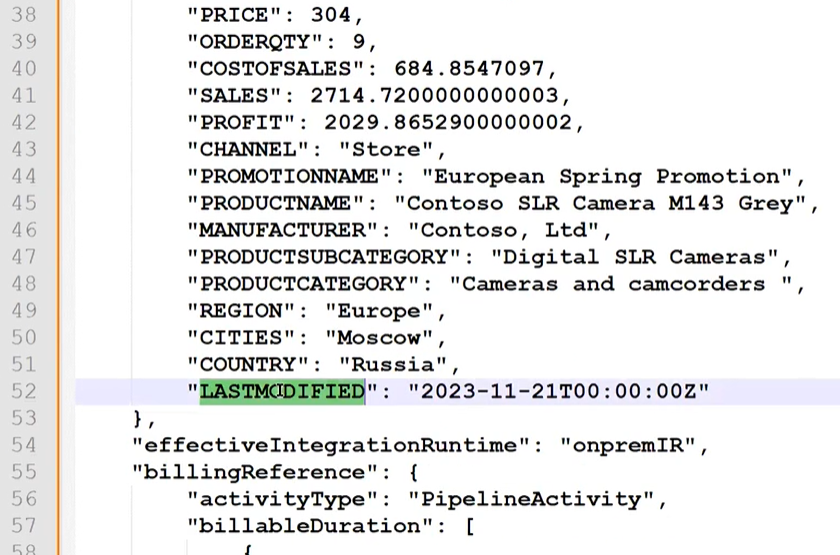 38 "PRICE": 304,
39 "ORDERQTY": 9,
40 "COSTOFSALES": 684.8547097,
41 "SALES": 2714.7200000000003,
42 "PROFIT": 2029.8652900000002,
43 "CHANNEL": "Store",
44 "PROMOTIONNAME": "European Spring Promotion",
45 "PRODUCTNAME": "Contoso SLR Camera M143 Grey",
46 "MANUFACTURER": "Contoso, Ltd",
47 "PRODUCTSUBCATEGORY": "Digital SLR Cameras",
48 "PRODUCTCATEGORY": "Cameras and camcorders ",
49 "REGION": "Europe",
50 "CITIES": "Moscow",
51 "COUNTRY": "Russia",
52 "LASTMODIFIED": "2023-11-21T00:00:00Z"
53 },
54 "effectiveIntegrationRuntime": "onpremIR",
55 "billingReference": {
56 "activityType": "PipelineActivity",
57 "billableDuration": [
58 {